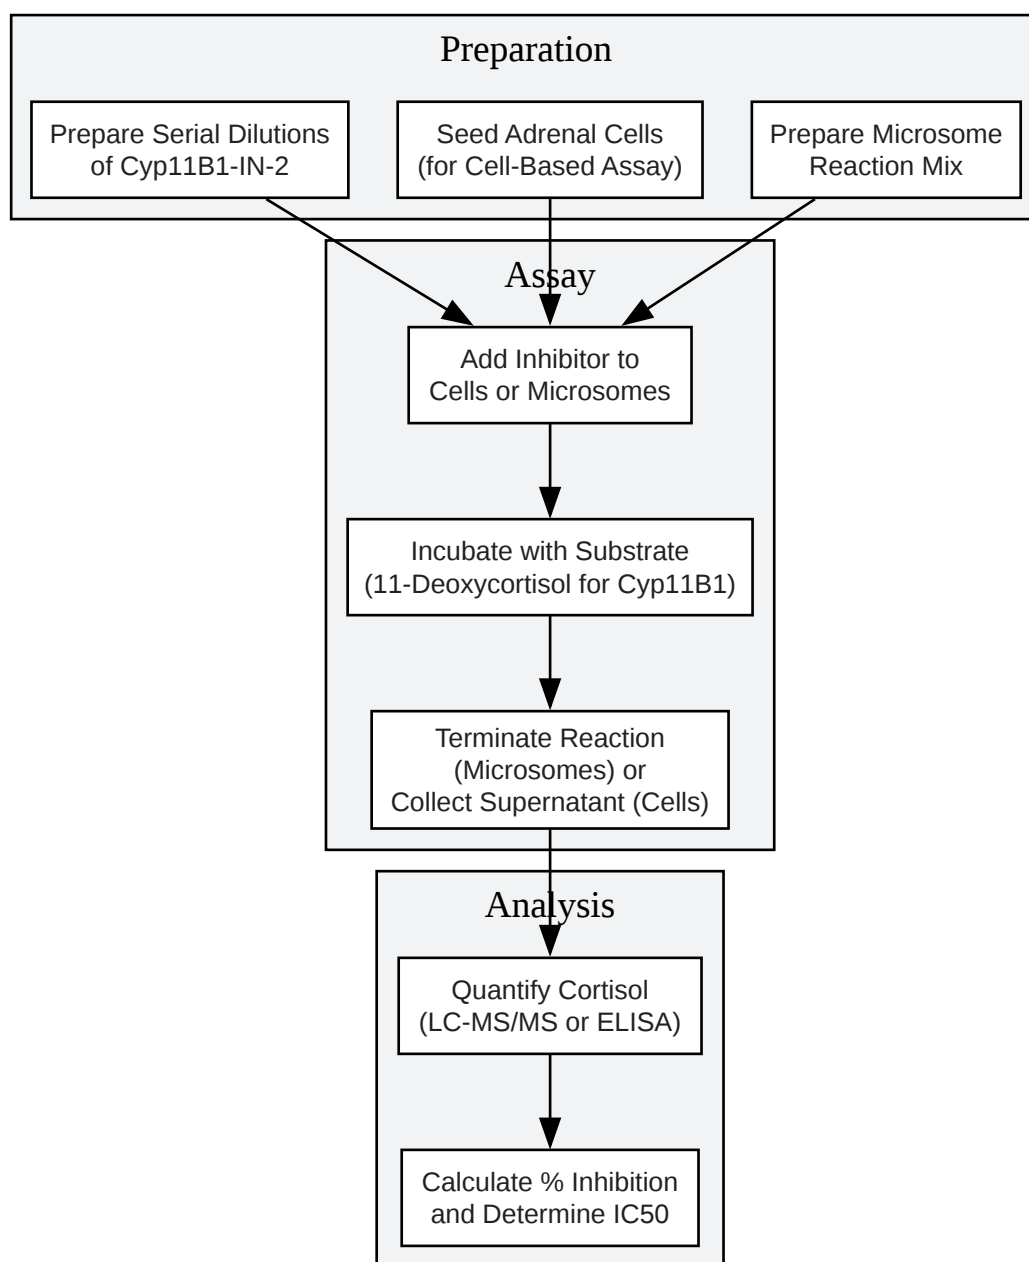 Preparation
Prepare Serial Dilutions
of Cyp11B1-IN-2
Seed Adrenal Cells
(for Cell-Based Assay)
Prepare Microsome
Reaction Mix
Assay
Add Inhibitor to
Cells or Microsomes
Incubate with Substrate
(11-Deoxycortisol for Cyp11B1)
Terminate Reaction
(Microsomes) or
Collect Supernatant (Cells)
Analysis
Quantify Cortisol
(LC-MS/MS or ELISA)
Calculate % Inhibition
and Determine IC50